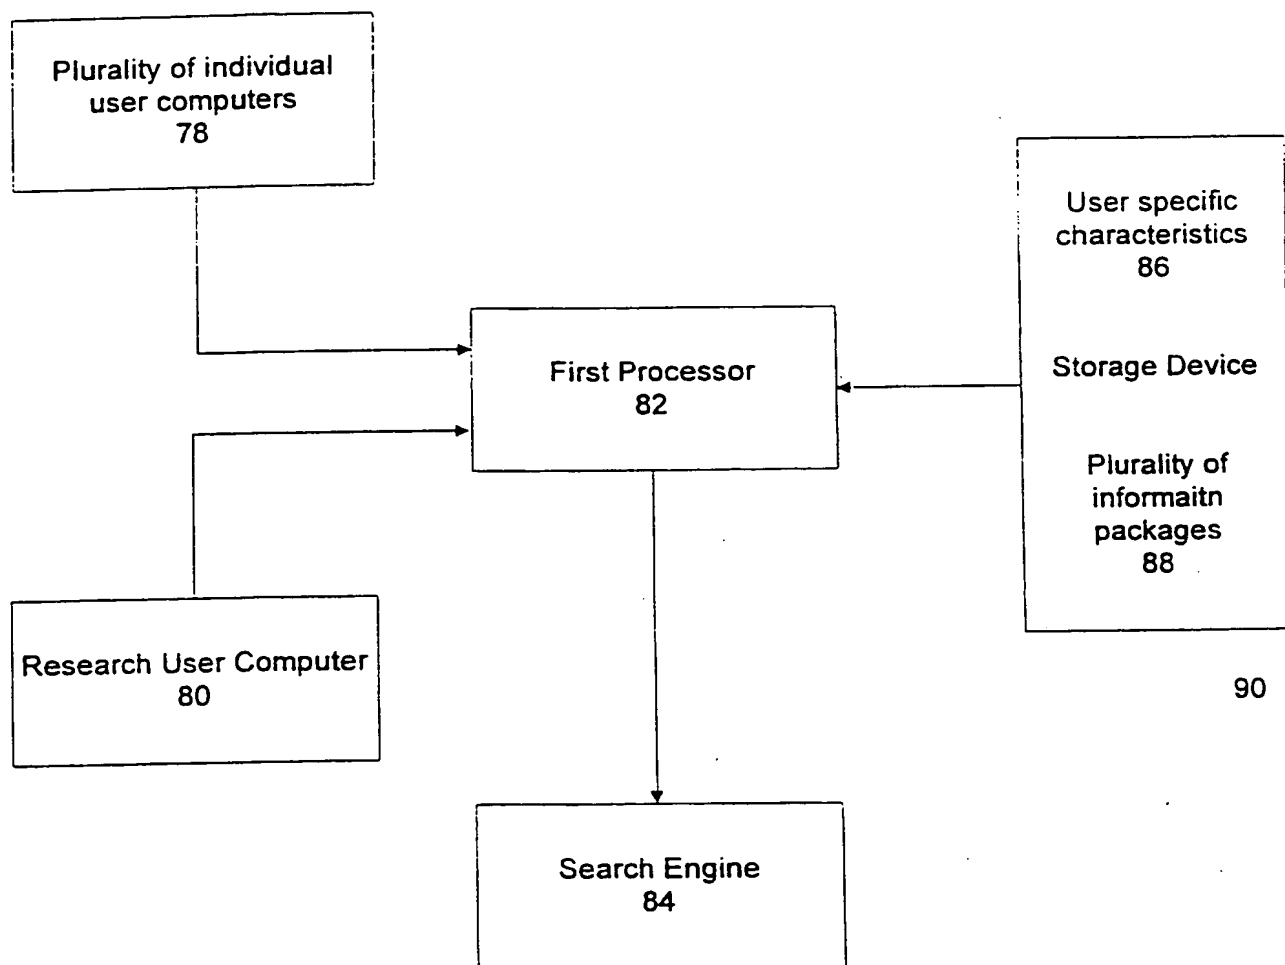 Plurality of individual
user computers
78
User specific
characteristics
86
First Processor
82
Storage Device
Plurality of
informaitn
packages
88
Research User Computer
80
90
Search Engine
84